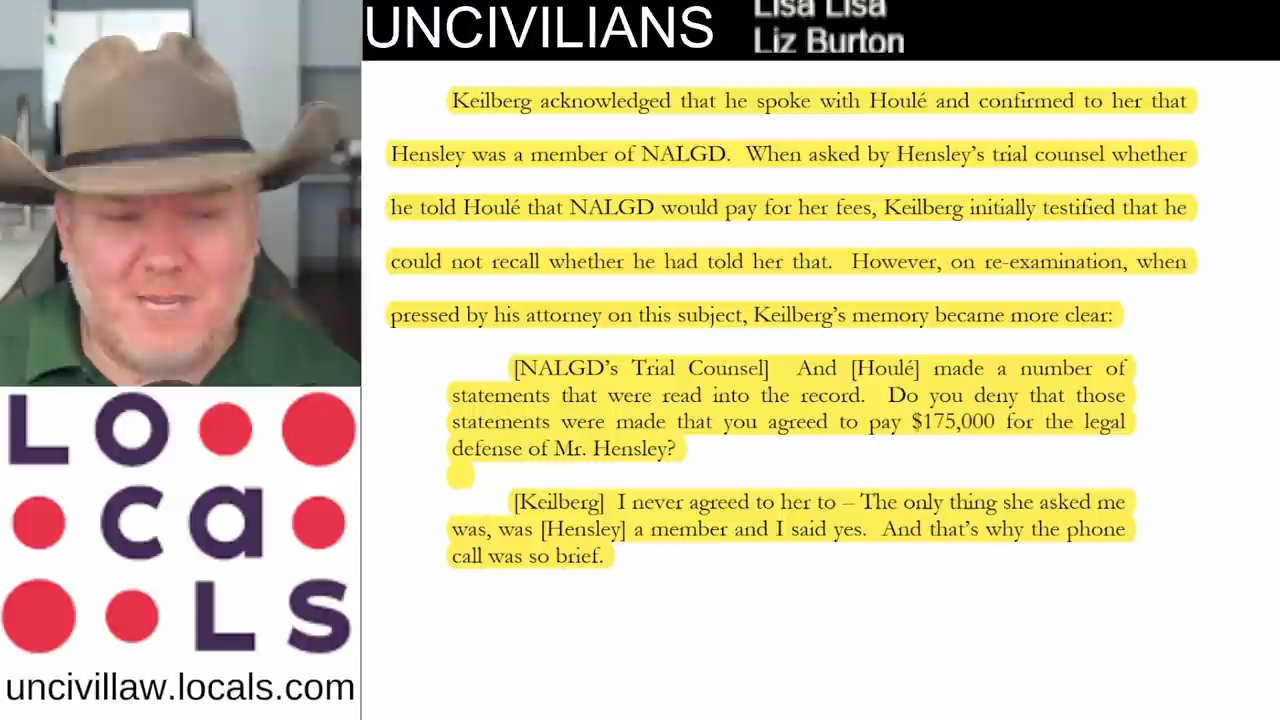 UNCIVILIANS
Lisa Lisa
Liz Burton
Keilberg acknowledged that he spoke with Houlé and confirmed to her that
Hensley was a member of NALGD. When asked by Hensley's trial counsel whether
he told Houlé that NALGD would pay for her fees, Keilberg initially testified that he
could not recall whether he had told her that. However, on re-examination, when
pressed by his attorney on this subject, Keilberg's memory became more clear:
[NALGD's Trial Counsel] And [Houlé] made a number of
statements that were read into the record. Do you deny that those
statements were made that you agreed to pay $175,000 for the legal
defense of Mr. Hensley?
[Keilberg] I never agreed to her to – The only thing she asked me
was, was [Hensley] a member and I said yes. And that's why the phone
call was so brief.
LOCALS
uncivillaw.locals.com